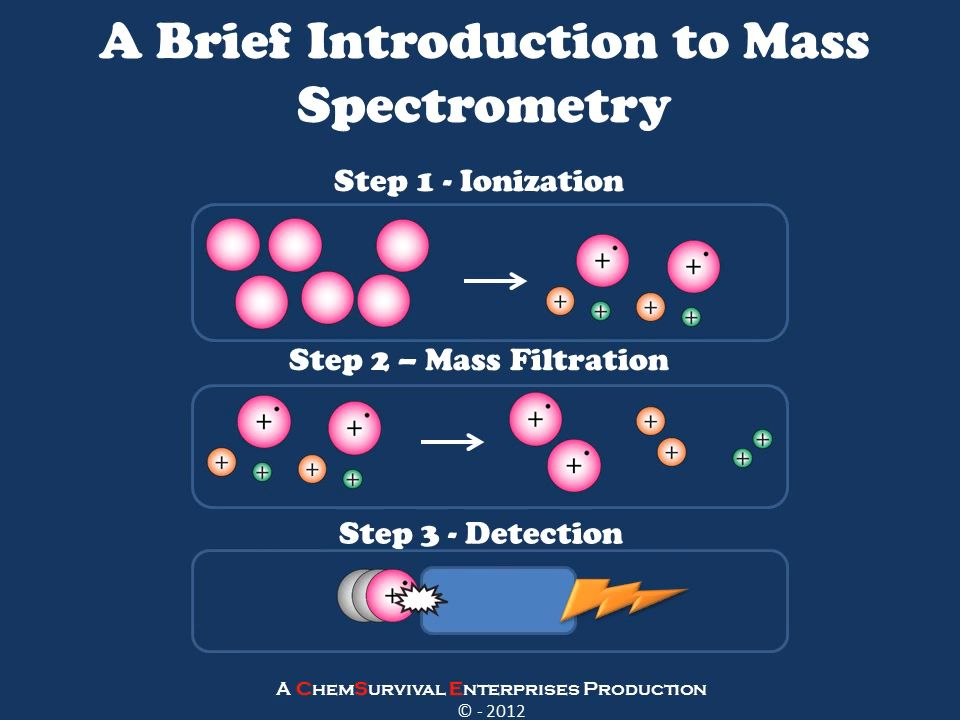 A Brief Introduction to Mass
Spectrometry
Step 1 - Ionization
+ +
+ + + +
Step 2 – Mass Filtration
+ + + + +
+ + + + + + +
Step 3 - Detection
+
A ChemSurvival Enterprises Production
© - 2012